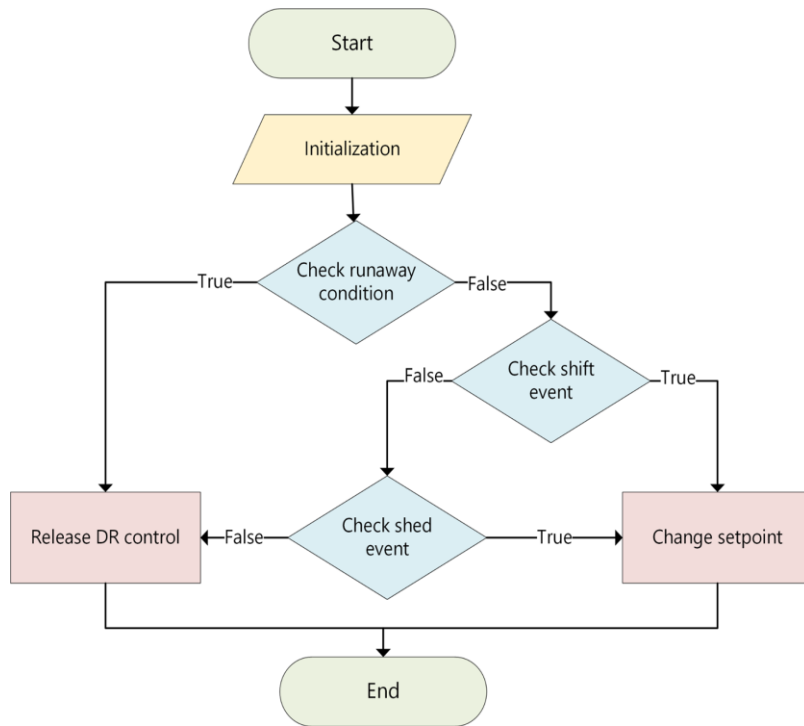 Start
Initialization
Check runaway
condition
True
False
Check shift
event
False
True
Release DR control
False
Check shed
event
True
Change setpoint
End